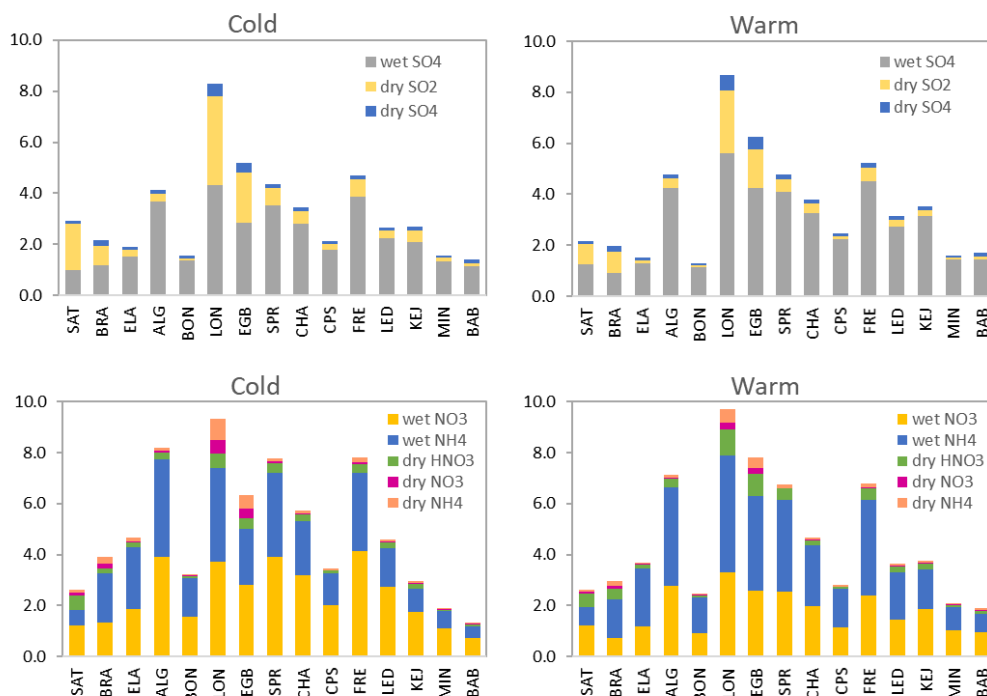 Cold
10.0
8.0
6.0
4.0
2.0
0.0
wet SO4
dry SO2
dry SO4
SAT BRA ELA ALG BON LON EGB SPR CHA CPS FRE LED KEJ MIN BAB
Warm
10.0
8.0
6.0
4.0
2.0
0.0
wet SO4
dry SO2
dry SO4
SAT BRA ELA ALG BON LON EGB SPR CHA CPS FRE LED KEJ MIN BAB
Cold
10.0
8.0
6.0
4.0
2.0
0.0
wet NO3
wet NH4
dry HNO3
dry NO3
dry NH4
SAT BRA ELA ALG BON LON EGB SPR CHA CPS FRE LED KEJ MIN BAB
Warm
10.0
8.0
6.0
4.0
2.0
0.0
wet NO3
wet NH4
dry HNO3
dry NO3
dry NH4
SAT BRA ELA ALG BON LON EGB SPR CHA CPS FRE LED KEJ MIN BAB